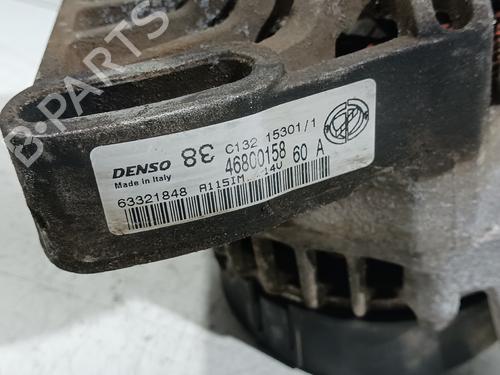 DENSO 38 C132 15301/1
Made in Italy 46800158 60 A
63321848 A115IM 14V
B-PARTS